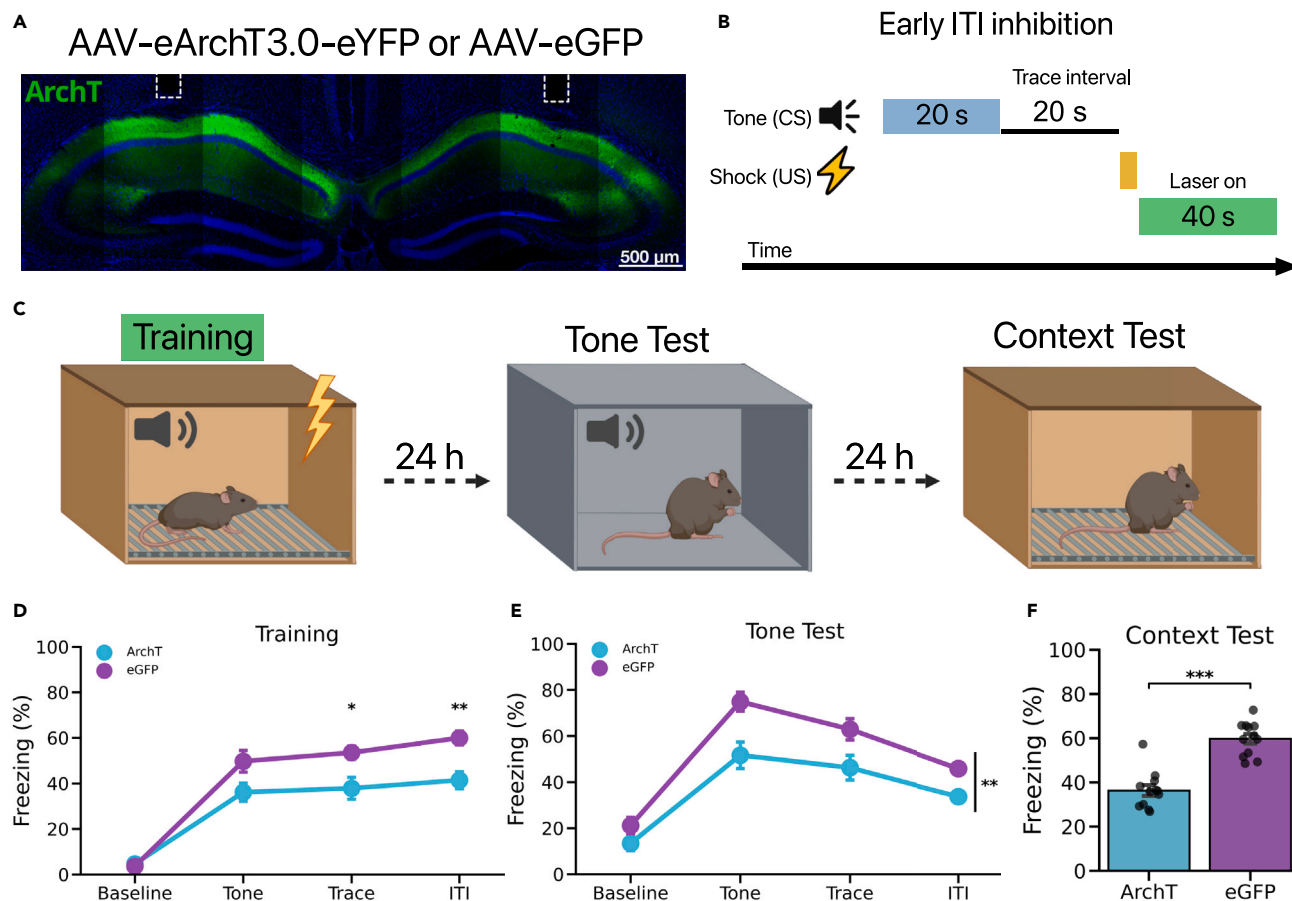 A
AAV-eArchT3.0-eYFP or AAV-eGFP
ArchT
500 µm
B
Early ITI inhibition
Trace interval
Tone (CS)
20 s
20 s
Shock (US)
Laser on
40 s
Time
C
Training
Tone Test
Context Test
24 h
24 h
D
Training
ArchT
eGFP
Freezing (%)
100
80
60
40
20
0
*
**
Baseline
Tone
Trace
ITI
E
Tone Test
ArchT
eGFP
Freezing (%)
100
80
60
40
20
0
**
Baseline
Tone
Trace
ITI
F
Context Test
Freezing (%)
100
80
60
40
20
0
***
ArchT
eGFP